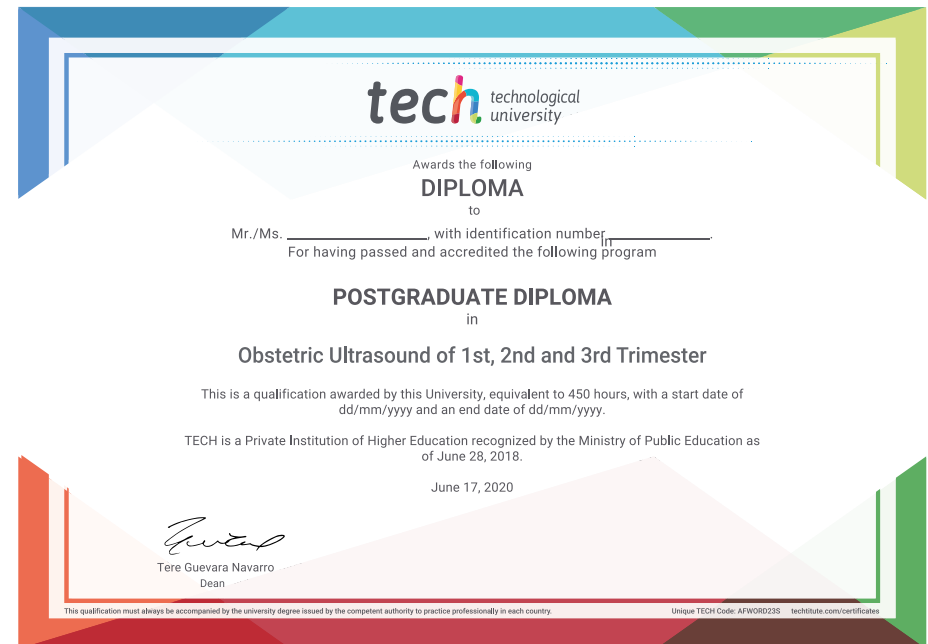 tech technological
university
Awards the following
DIPLOMA
to
Mr./Ms. ____________________, with identification number ______________.
in
For having passed and accredited the following program
POSTGRADUATE DIPLOMA
in
Obstetric Ultrasound of 1st, 2nd and 3rd Trimester
This is a qualification awarded by this University, equivalent to 450 hours, with a start date of
dd/mm/yyyy and an end date of dd/mm/yyyy.
TECH is a Private Institution of Higher Education recognized by the Ministry of Public Education as
of June 28, 2018.
June 17, 2020
Tere Guevara Navarro
Dean
This qualification must always be accompanied by the university degree issued by the competent authority to practice professionally in each country.
Unique TECH Code: AFWORD23S techtitute.com/certificates